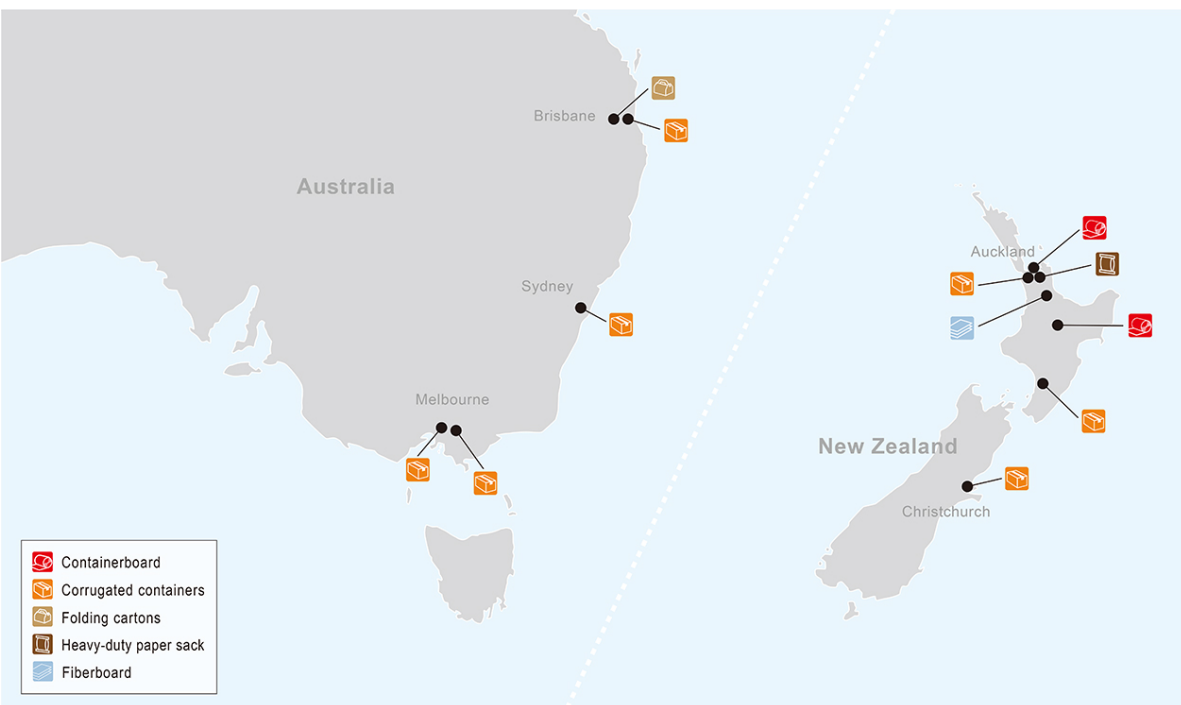 Brisbane
Australia
Auckland
Sydney
Melbourne
New Zealand
Christchurch
Containerboard
Corrugated containers
Folding cartons
Heavy-duty paper sack
Fiberboard